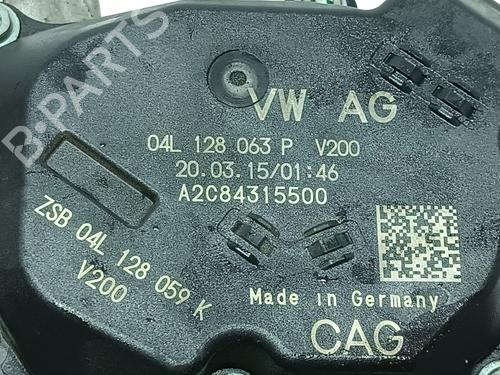 B-PARTS
VW AG
04L 128 063 P V200
20.03.15/01:46
A2C84315500
ZSB 04L 128 059 K
V200
Made in Germany
CAG